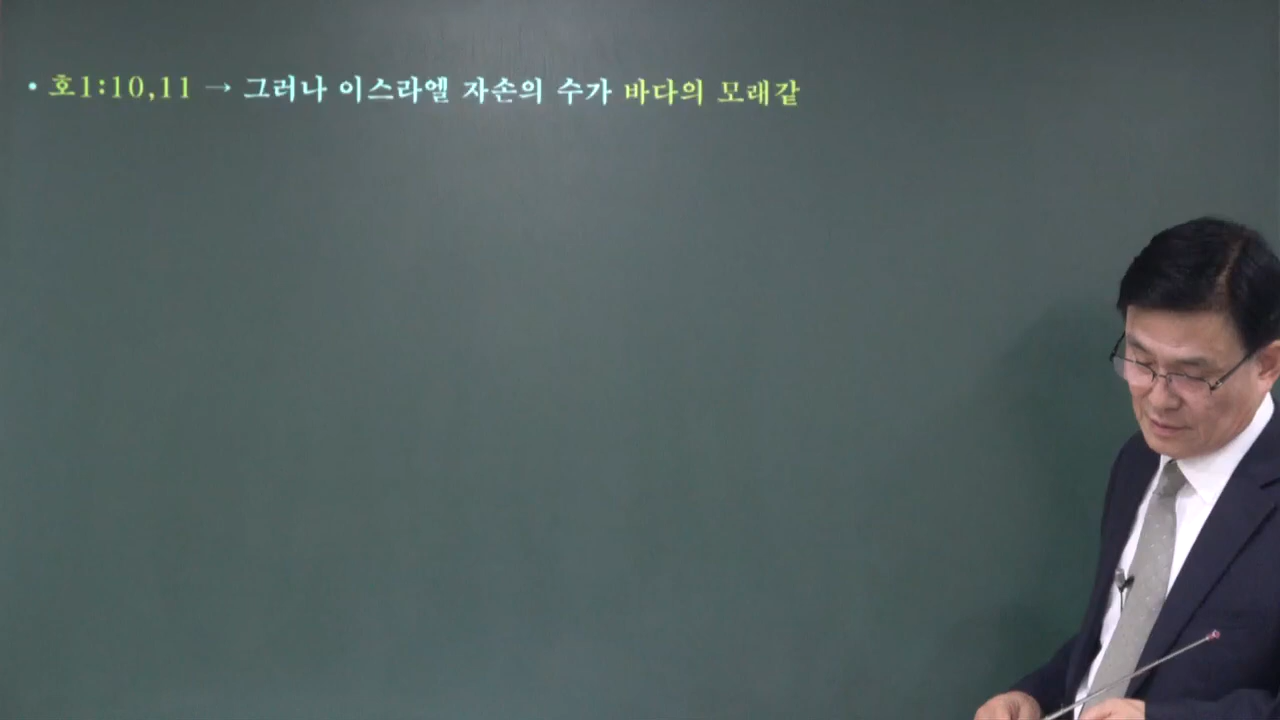 • 호1:10,11 → 그러나 이스라엘 자손의 수가 바다의 모래같